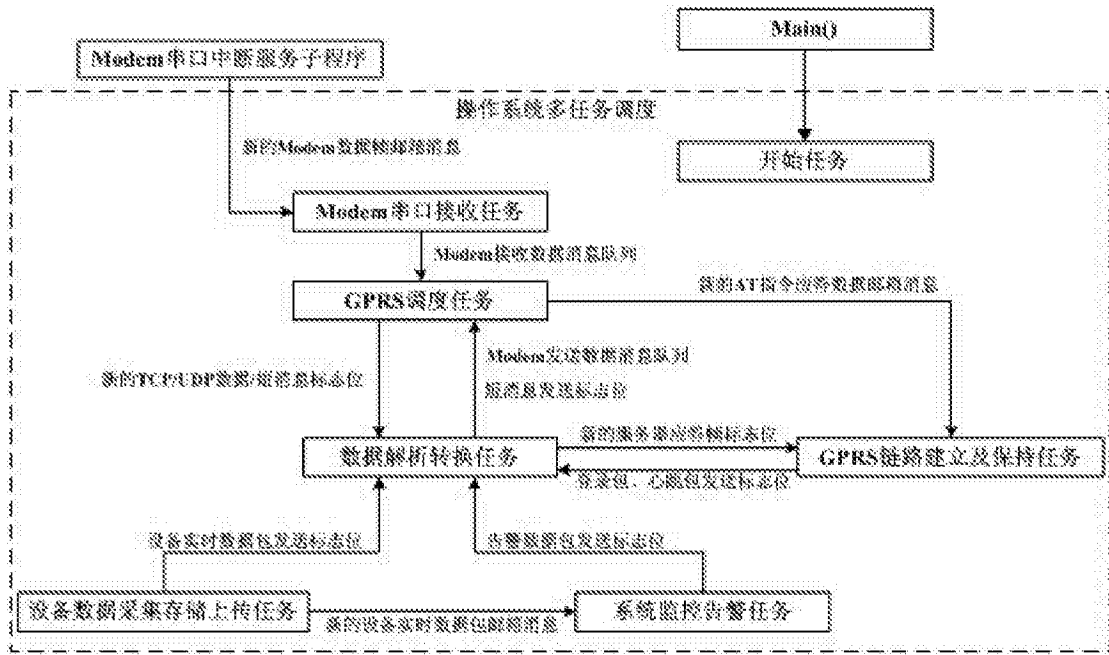 Main()
Modem串口中断服务子程序
操作系统多任务调度
新的Modem数据帧邮箱消息
开始任务
Modem串口接收任务
Modem接收数据消息队列
新的AT指令应答数据邮箱消息
GPRS调度任务
Modem发送数据消息队列
新的TCP/UDP数据/短消息标志位
短消息发送标志位
新的服务器应答帧标志位
数据解析转换任务
GPRS链路建立及保持任务
登录包、心跳包发送标志位
设备实时数据包发送标志位
告警数据包发送标志位
设备数据采集存储上传任务
系统监控告警任务
新的设备实时数据包邮箱消息